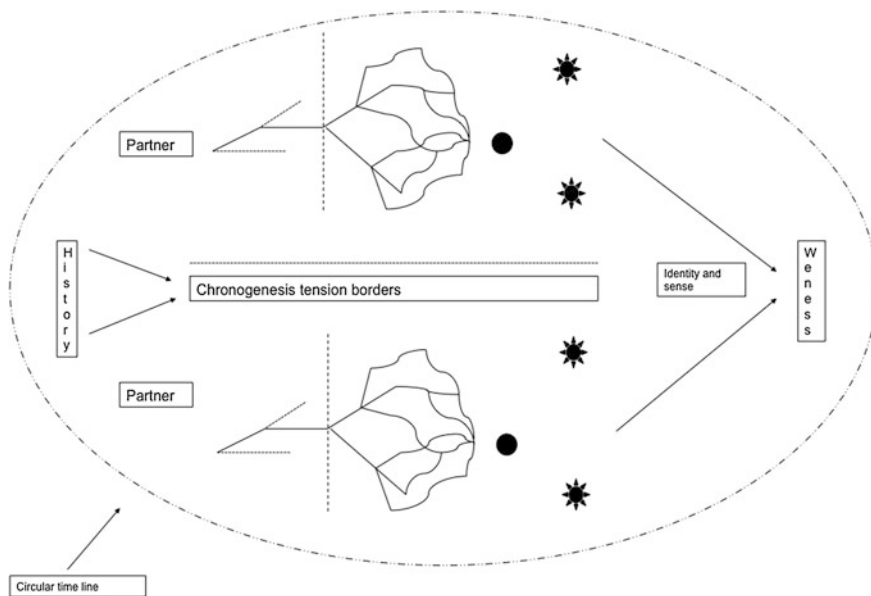 Partner
History
Chronogenesis tension borders
Identity and
sense
Weness
Partner
Circular time line